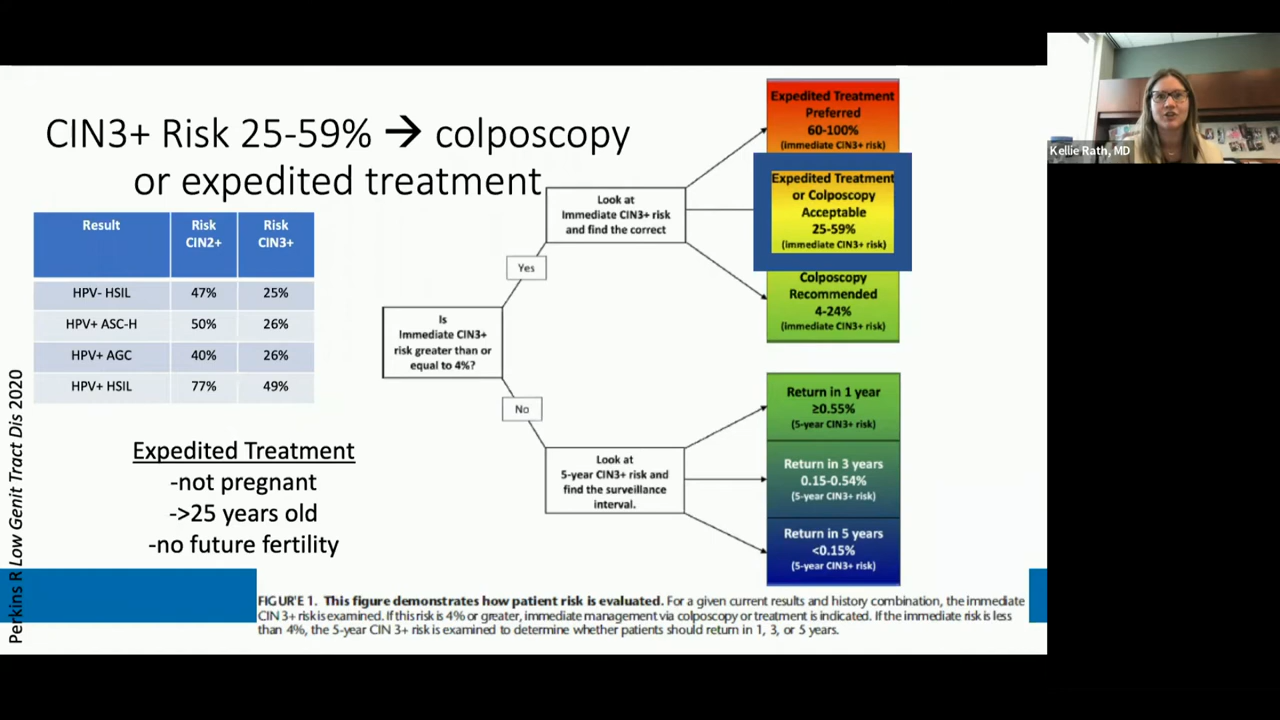 CIN3+ Risk 25-59% → colposcopy
or expedited treatment
Result
Risk CIN2+
Risk CIN3+
HPV- HSIL 47% 25%
HPV+ ASC-H 50% 26%
HPV+ AGC 40% 26%
HPV+ HSIL 77% 49%
Expedited Treatment
-not pregnant
->25 years old
-no future fertility
Perkins R Low Genit Tract Dis 2020
Is
Immediate CIN3+
risk greater than or
equal to 4%?
Yes
No
Look at
Immediate CIN3+ risk
and find the correct
Look at
5-year CIN3+ risk and
find the surveillance
interval.
Expedited Treatment
Preferred
60-100%
(immediate CIN3+ risk)
Expedited Treatment
or Colposcopy
Acceptable
25-59%
(immediate CIN3+ risk)
Colposcopy
Recommended
4-24%
(immediate CIN3+ risk)
Return in 1 year
≥0.55%
(5-year CIN3+ risk)
Return in 3 years
0.15-0.54%
(5-year CIN3+ risk)
Return in 5 years
<0.15%
(5-year CIN3+ risk)
FIGURE 1. This figure demonstrates how patient risk is evaluated. For a given current results and history combination, the immediate
CIN 3+ risk is examined. If this risk is 4% or greater, immediate management via colposcopy or treatment is indicated. If the immediate risk is less
than 4%, the 5-year CIN 3+ risk is examined to determine whether patients should return in 1, 3, or 5 years.
Kellie Rath, MD